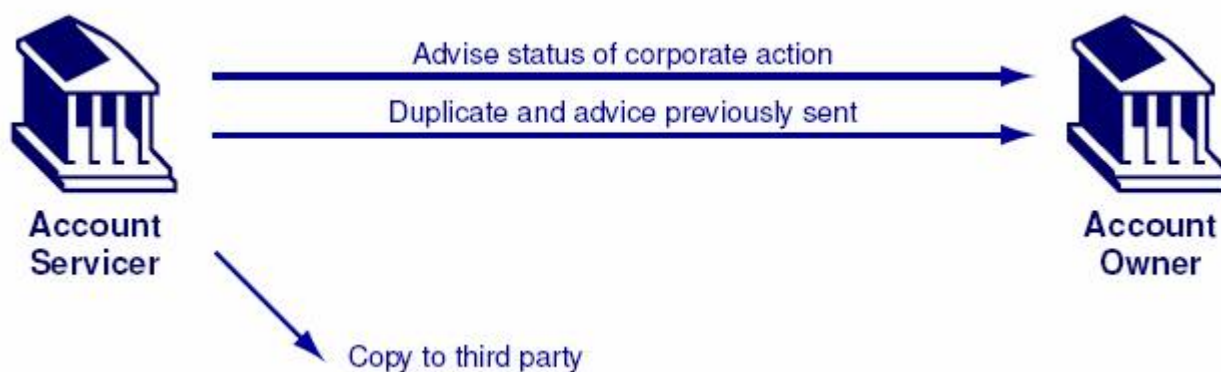 Advise status of corporate action
Duplicate and advice previously sent
Account
Servicer
Account
Owner
Copy to third party